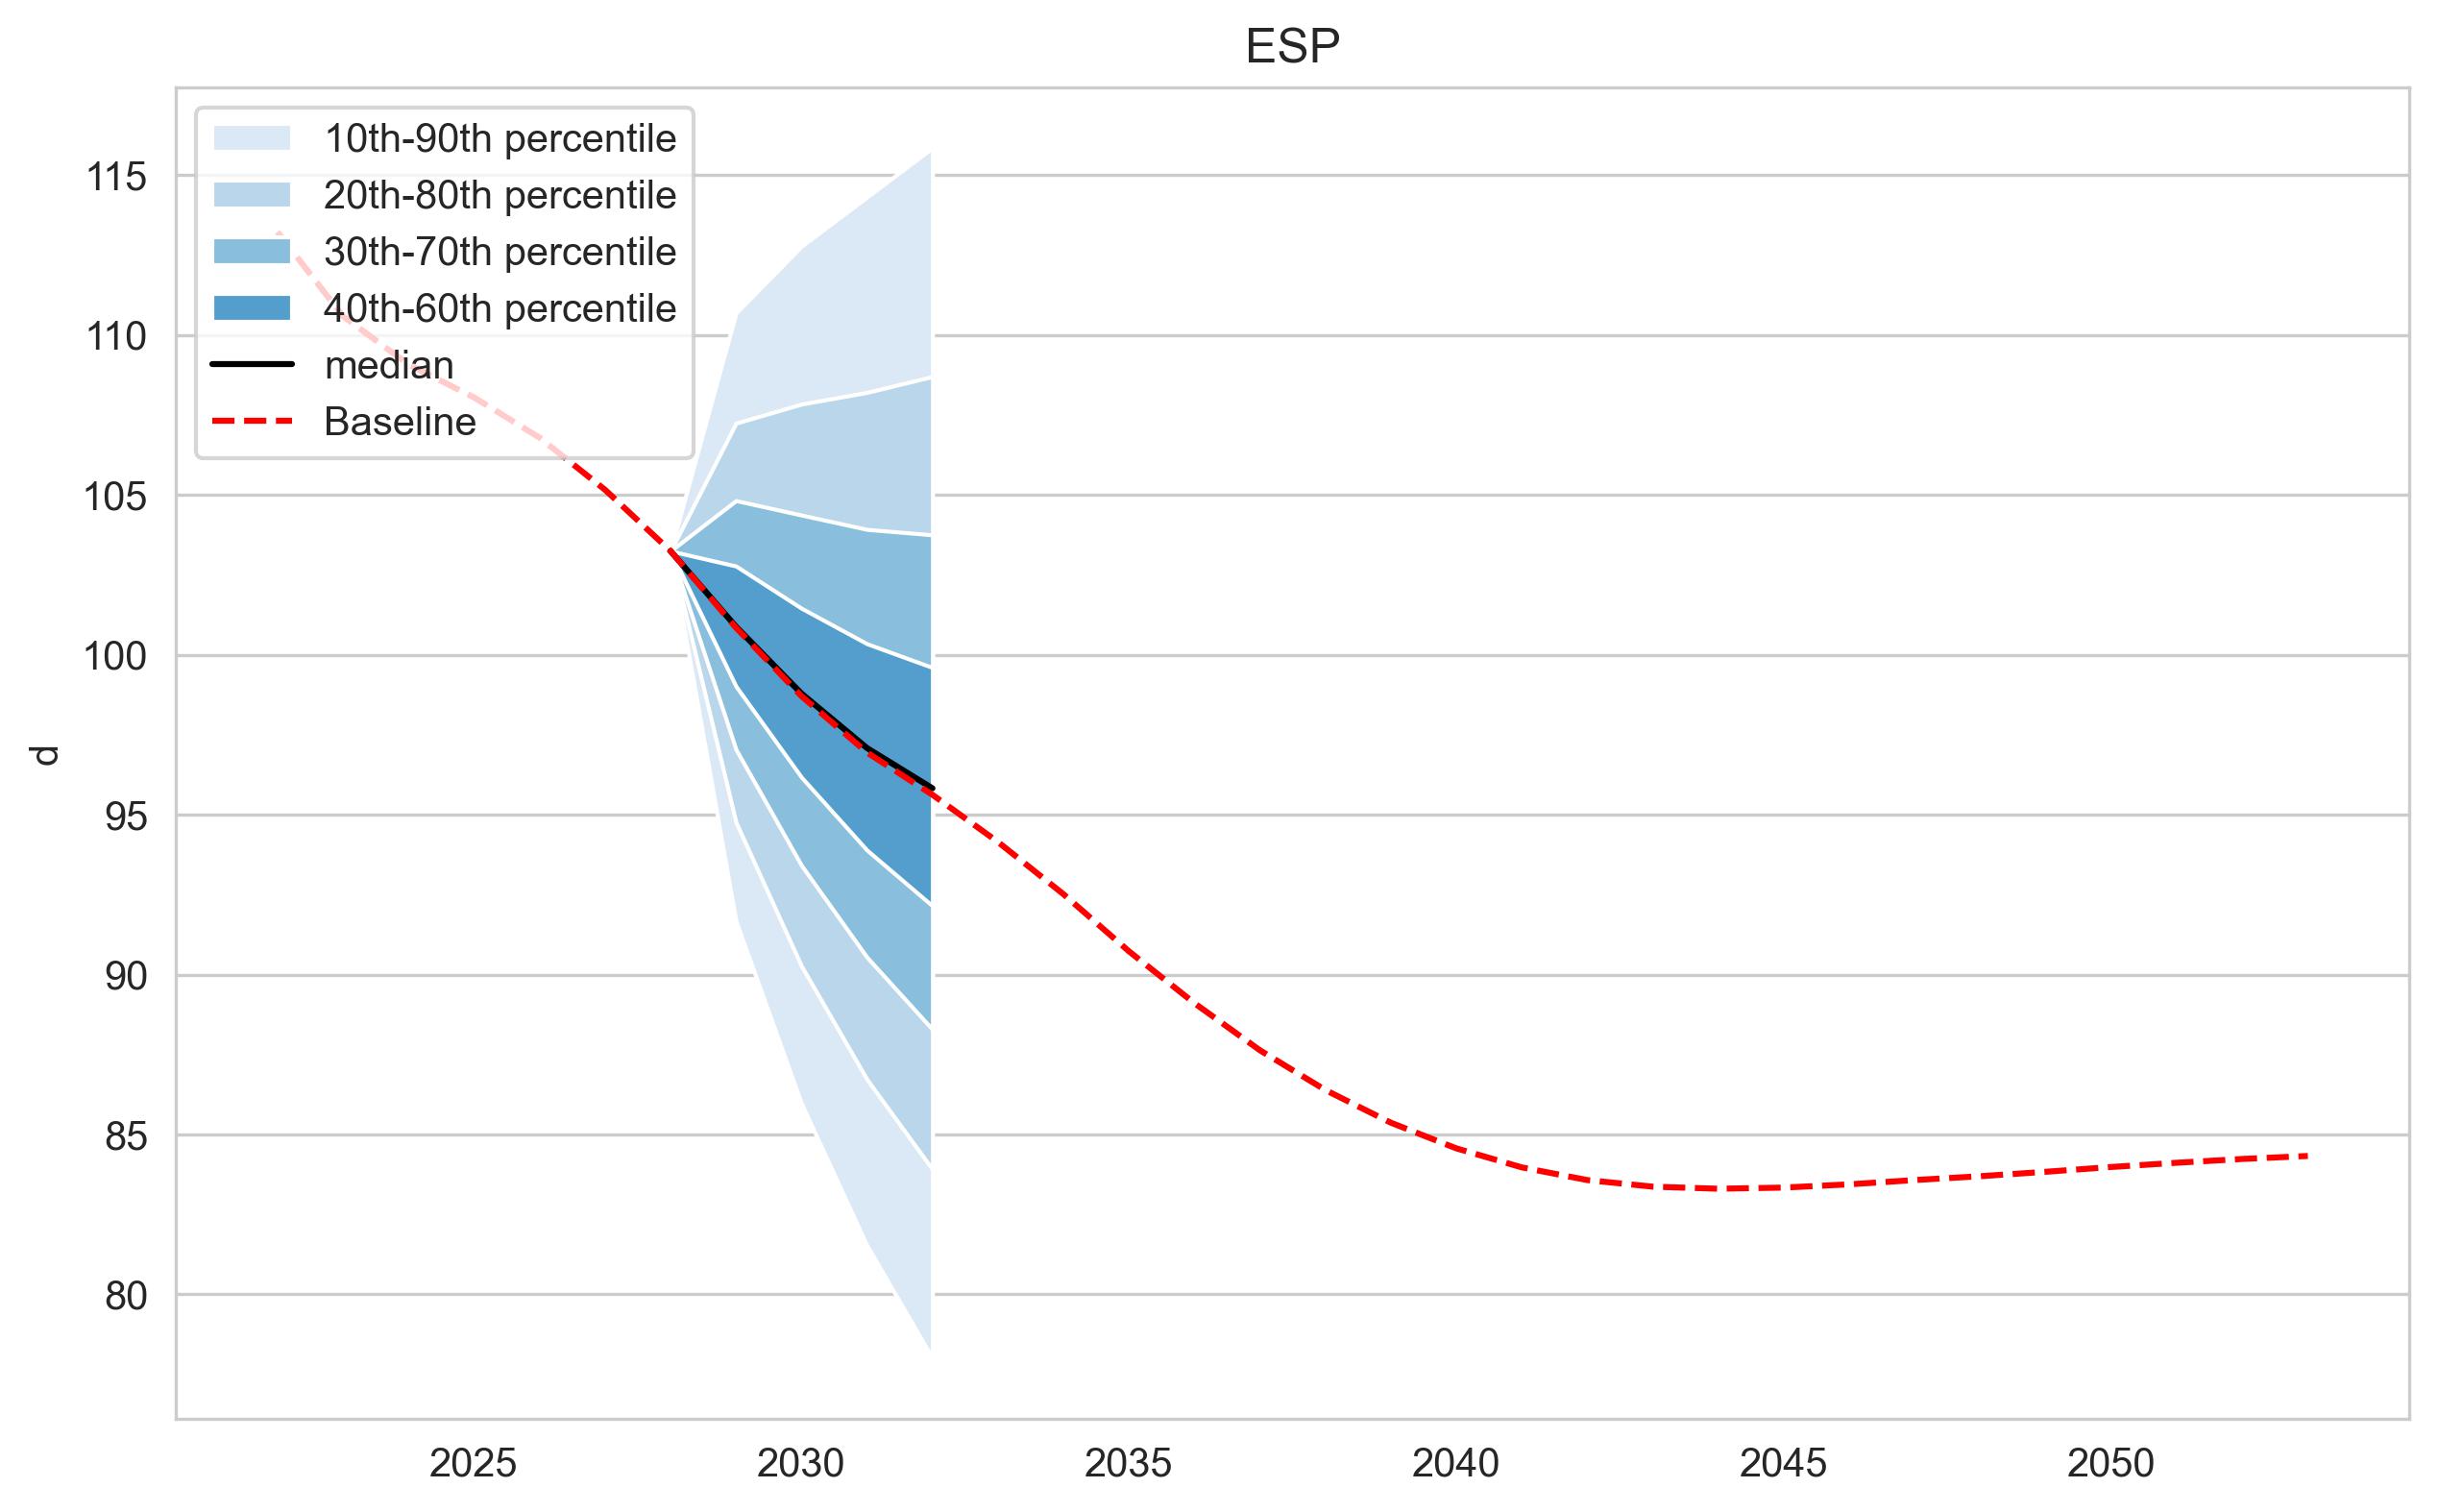 ESP
10th-90th percentile
20th-80th percentile
30th-70th percentile
40th-60th percentile
median
Baseline
115
110
105
100
95
90
85
80
d
2025
2030
2035
2040
2045
2050